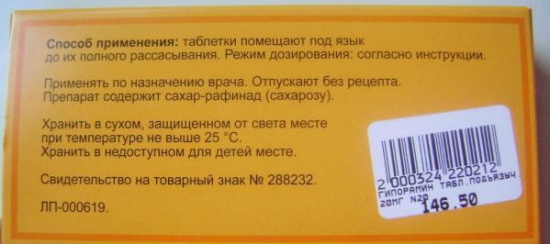 Способ применения: таблетки помещают под язык
до их полного рассасывания. Режим дозирования: согласно инструкции.
Применять по назначению врача. Отпускают без рецепта.
Препарат содержит сахар-рафинад (сахарозу).
Хранить в сухом, защищенном от света месте
при температуре не выше 25 °С.
Хранить в недоступном для детей месте.
Свидетельство на товарный знак № 288232.
ЛП-000619.
2 000324 220212
ГИПОРАМИН ТАБЛ.ПОДЪЯЗЫЧ.
20МГ N20
146.50